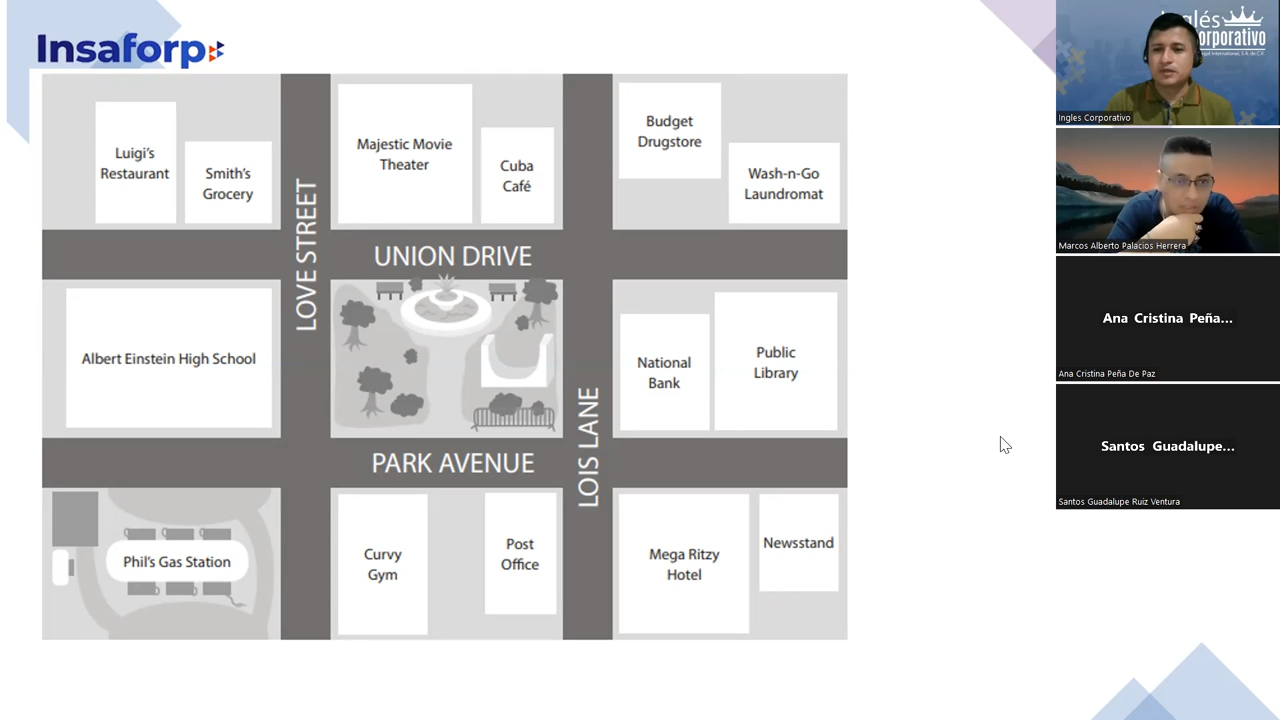 Insaforp
Luigi's
Restaurant
Smith's
Grocery
LOVE STREET
Majestic Movie
Theater
Cuba
Café
Budget
Drugstore
Wash-n-Go
Laundromat
UNION DRIVE
Albert Einstein High School
National
Bank
Public
Library
LOIS LANE
PARK AVENUE
Phil's Gas Station
Curvy
Gym
Post
Office
Mega Ritzy
Hotel
Newsstand
Ingles Corporativo
Marcos Alberto Palacios Herrera
Ana Cristina Peña...
Ana Cristina Peña De Paz
Santos Guadalupe...
Santos Guadalupe Ruiz Ventura